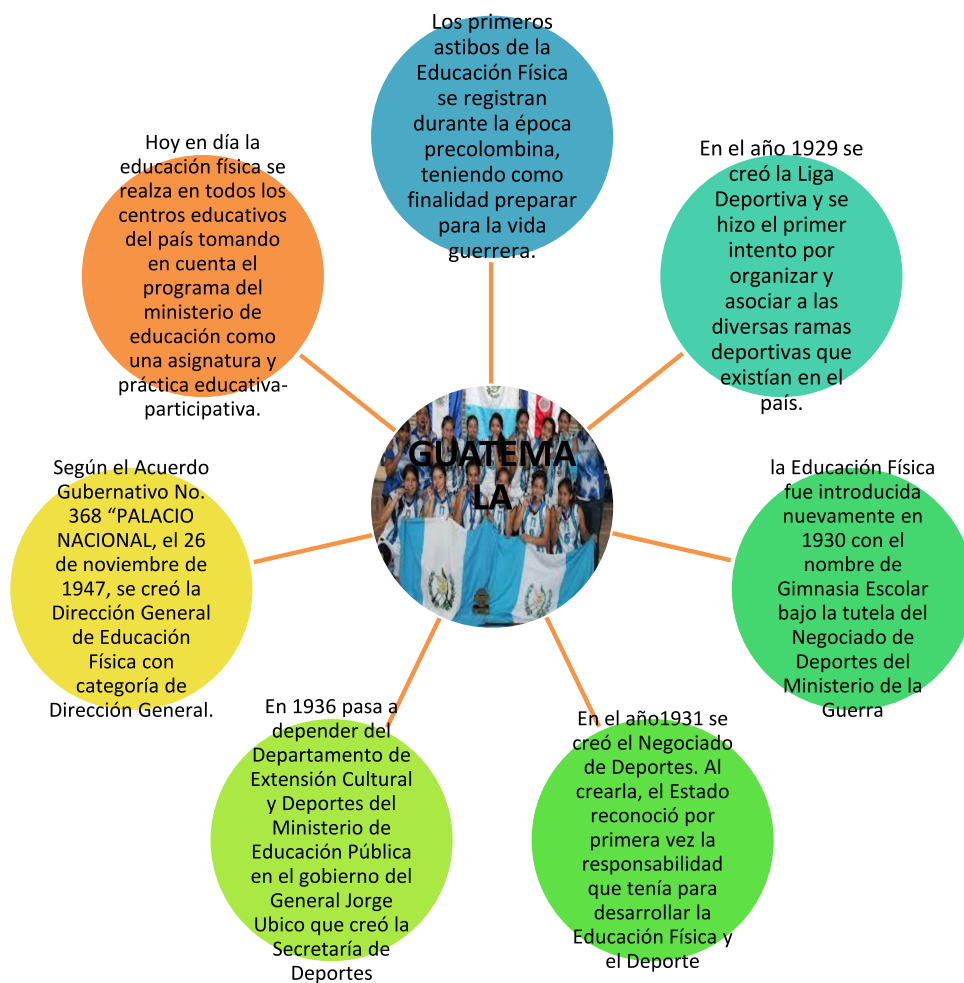 Los primeros
astibos de la
Educación Física
se registran
durante la época
precolombina,
teniendo como
finalidad preparar
para la vida
guerrera.
En el año 1929 se
creó la Liga
Deportiva y se
hizo el primer
intento por
organizar y
asociar a las
diversas ramas
deportivas que
existían en el
país.
la Educación Física
fue introducida
nuevamente en
1930 con el
nombre de
Gimnasia Escolar
bajo la tutela del
Negociado de
Deportes del
Ministerio de la
Guerra
En el año1931 se
creó el Negociado
de Deportes. Al
crearla, el Estado
reconoció por
primera vez la
responsabilidad
que tenía para
desarrollar la
Educación Física y
el Deporte
En 1936 pasa a
depender del
Departamento de
Extensión Cultural
y Deportes del
Ministerio de
Educación Pública
en el gobierno del
General Jorge
Ubico que creó la
Secretaría de
Deportes
Según el Acuerdo
Gubernativo No.
368 “PALACIO
NACIONAL, el 26
de noviembre de
1947, se creó la
Dirección General
de Educación
Física con
categoría de
Dirección General.
Hoy en día la
educación física se
realza en todos los
centros educativos
del país tomando
en cuenta el
programa del
ministerio de
educación como
una asignatura y
práctica educativa-
participativa.
GUATEMA
LA